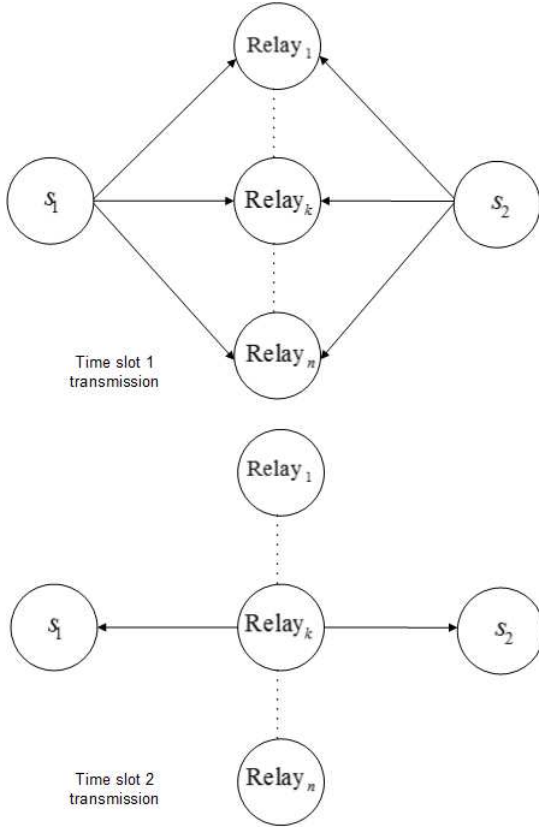 Relay₁
s₁
Relayₖ
s₂
Relayₙ
Time slot 1
transmission
Relay₁
s₁
Relayₖ
s₂
Relayₙ
Time slot 2
transmission